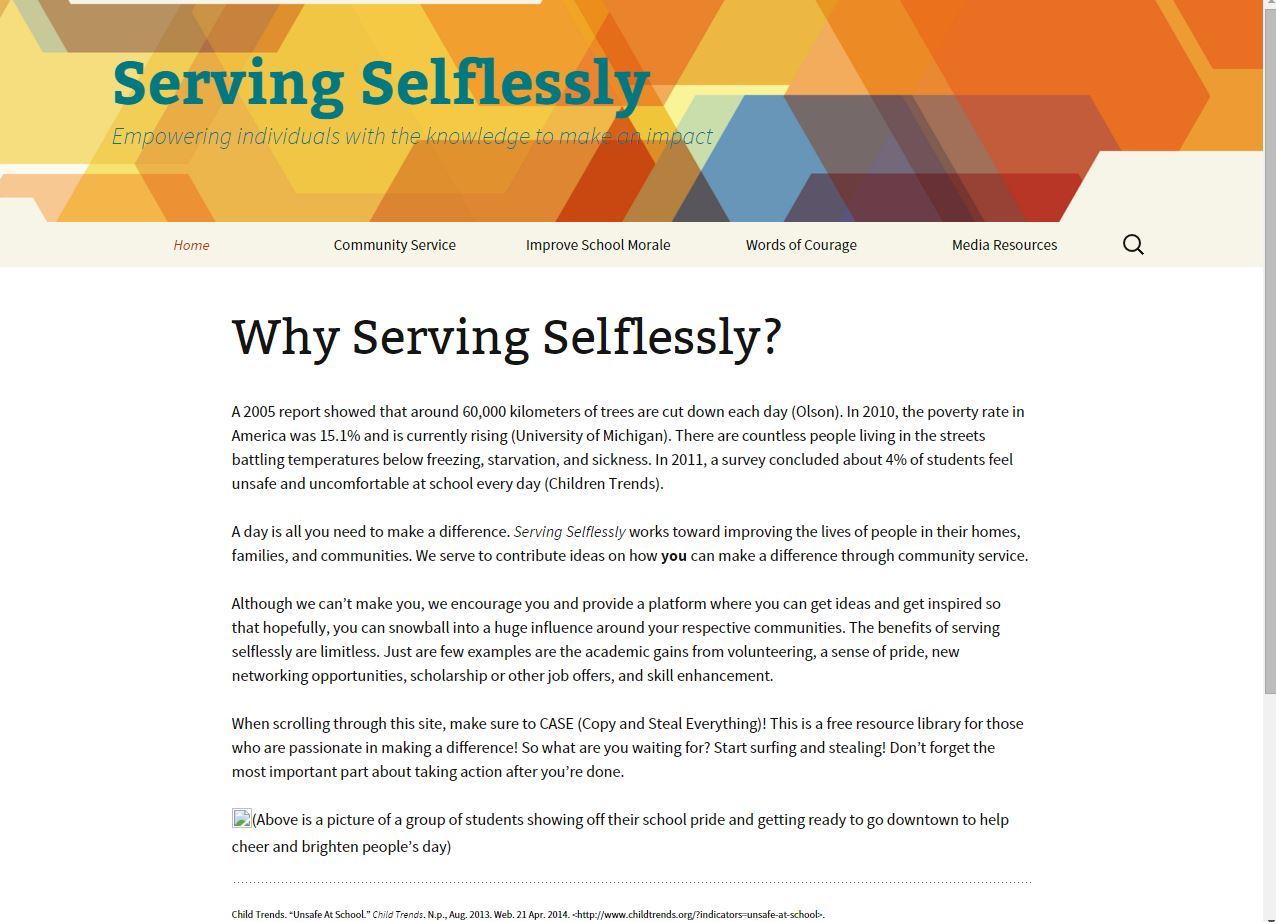 Serving Selflessly
Empowering individuals with the knowledge to make an impact
Home Community Service Improve School Morale Words of Courage Media Resources
Why Serving Selflessly?
A 2005 report showed that around 60,000 kilometers of trees are cut down each day (Olson). In 2010, the poverty rate in
America was 15.1% and is currently rising (University of Michigan). There are countless people living in the streets
battling temperatures below freezing, starvation, and sickness. In 2011, a survey concluded about 4% of students feel
unsafe and uncomfortable at school every day (Children Trends).
A day is all you need to make a difference. Serving Selflessly works toward improving the lives of people in their homes,
families, and communities. We serve to contribute ideas on how you can make a difference through community service.
Although we can’t make you, we encourage you and provide a platform where you can get ideas and get inspired so
that hopefully, you can snowball into a huge influence around your respective communities. The benefits of serving
selflessly are limitless. Just are few examples are the academic gains from volunteering, a sense of pride, new
networking opportunities, scholarship or other job offers, and skill enhancement.
When scrolling through this site, make sure to CASE (Copy and Steal Everything)! This is a free resource library for those
who are passionate in making a difference! So what are you waiting for? Start surfing and stealing! Don’t forget the
most important part about taking action after you’re done.
(Above is a picture of a group of students showing off their school pride and getting ready to go downtown to help
cheer and brighten people’s day)
Child Trends. “Unsafe At School.” Child Trends. N.p., Aug. 2013. Web. 21 Apr. 2014. <http://www.childtrends.org/?indicators=unsafe-at-school>.